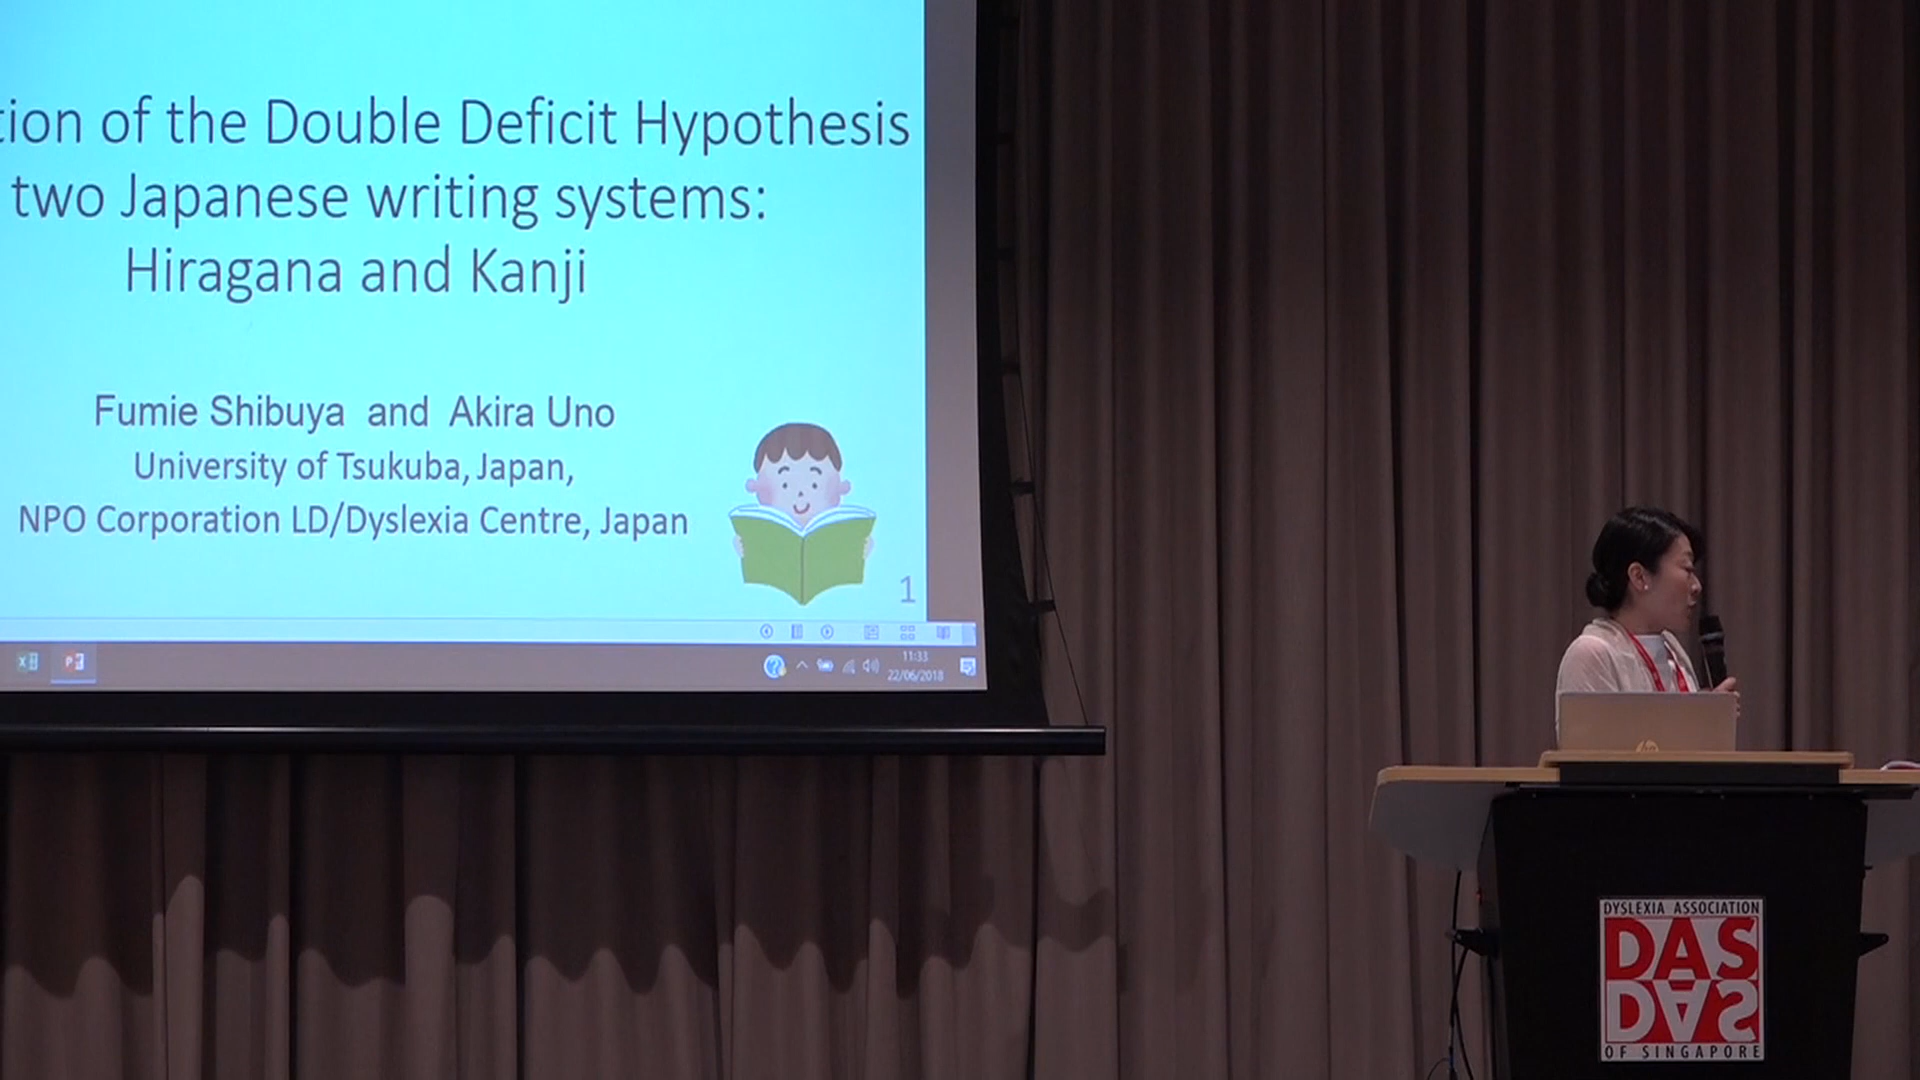 tion of the Double Deficit Hypothesis
two Japanese writing systems:
Hiragana and Kanji
Fumie Shibuya and Akira Uno
University of Tsukuba, Japan,
NPO Corporation LD/Dyslexia Centre, Japan
1
11:33
22/06/2018
DYSLEXIA ASSOCIATION
DAS
DAS
OF SINGAPORE